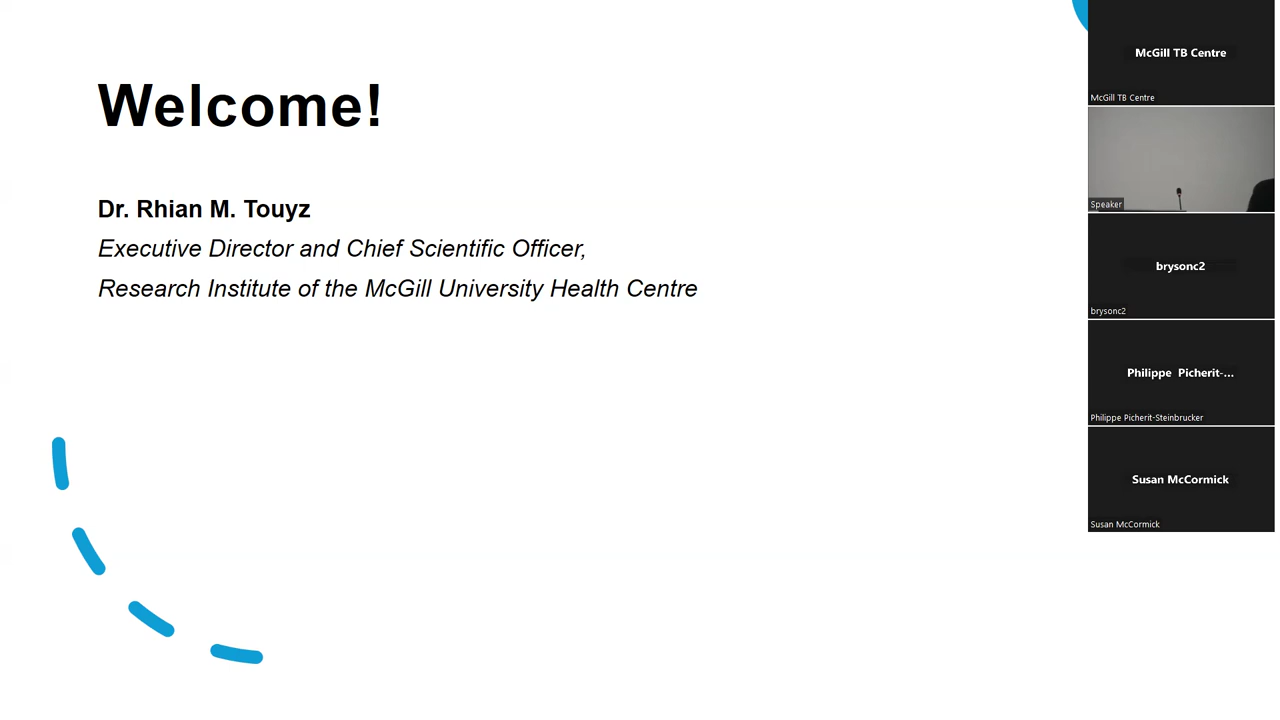 Welcome!
Dr. Rhian M. Touyz
Executive Director and Chief Scientific Officer,
Research Institute of the McGill University Health Centre
McGill TB Centre
McGill TB Centre
Speaker
brysonc2
brysonc2
Philippe Picherit-...
Philippe Picherit-Steinbrucker
Susan McCormick
Susan McCormick